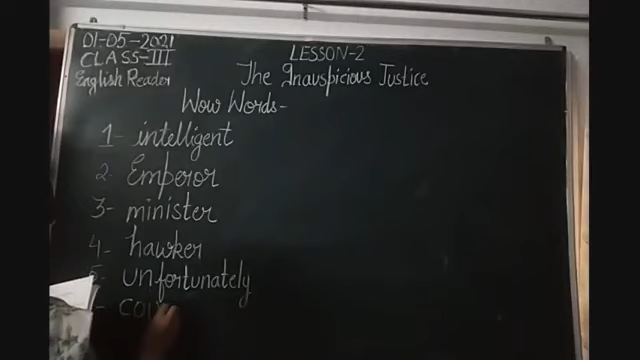 01-05-2021
CLASS-III
English Reader
LESSON-2
The Inauspicious Justice
Wow Words-
1- intelligent
2- Emperor
3- minister
4- hawker
5- unfortunately